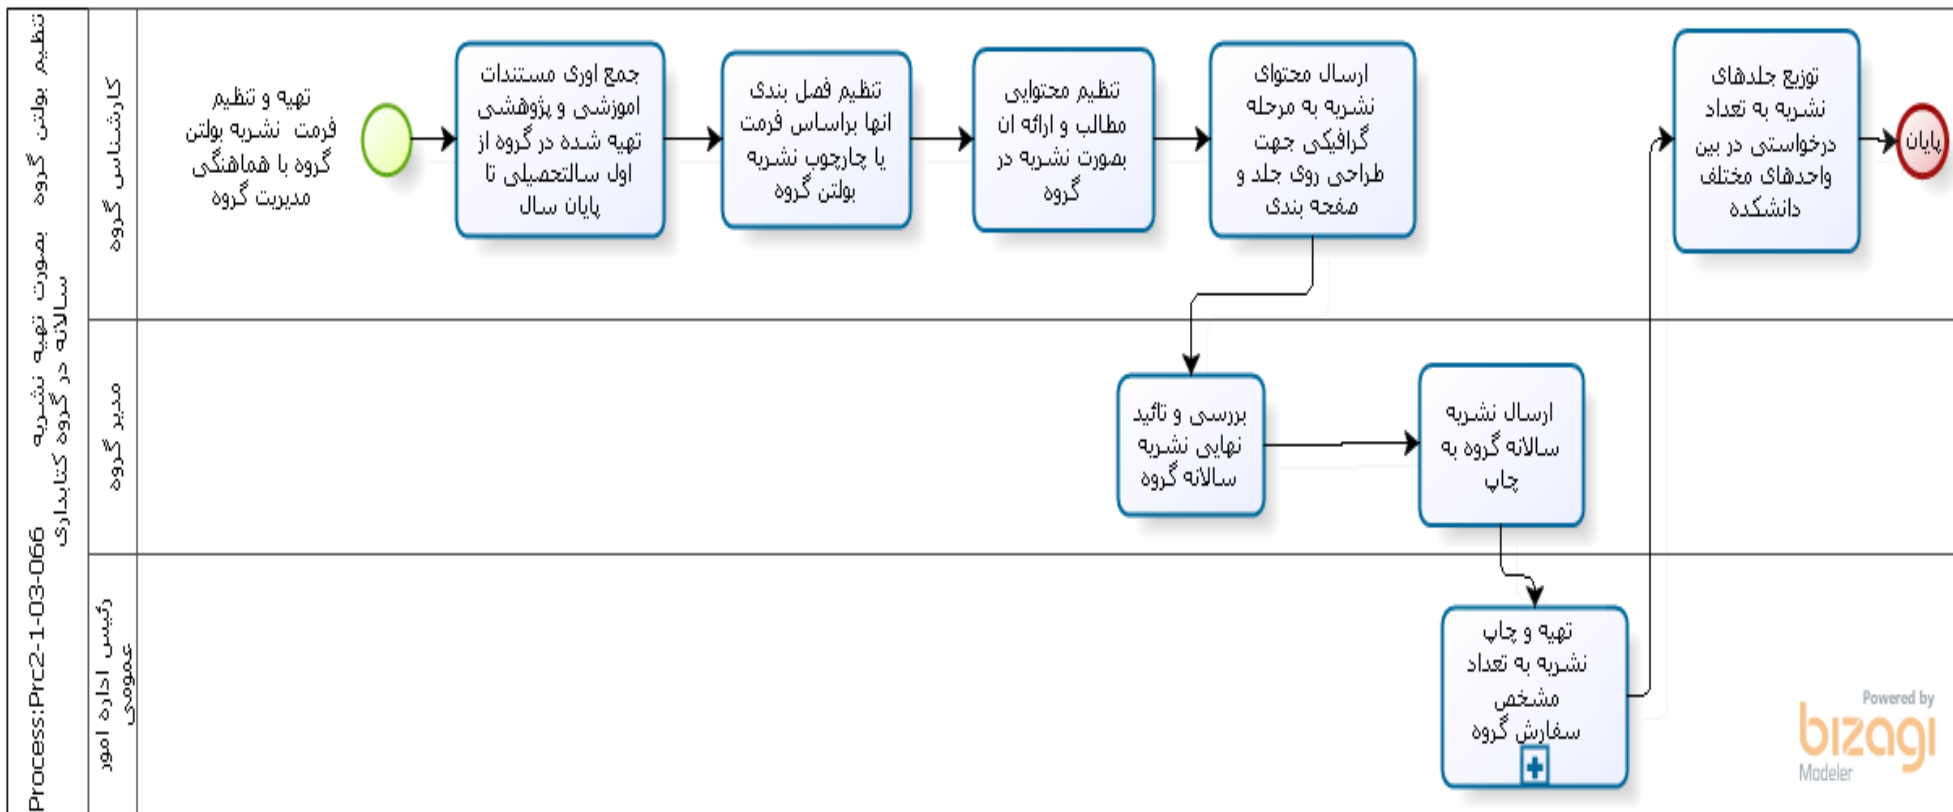 تنظیم بولتن گروه بصورت تهیه نشریه
سالانه در گروه کتابداری
Process:Prc2-1-03-066
کارشناس گروه
تهیه و تنظیم
فرمت نشریه بولتن
گروه با هماهنگی
مدیریت گروه
جمع اوری مستندات
اموزشی و پژوهشی
تهیه شده در گروه از
اول سالتحصیلی تا
پایان سال
تنظیم فصل بندی
انها براساس فرمت
یا چارچوب نشریه
بولتن گروه
تنظیم محتوایی
مطالب و ارائه ان
بصورت نشریه در
گروه
ارسال محتوای
نشریه به مرحله
گرافیکی جهت
طراحی روی جلد و
صفحه بندی
توزیع جلدهای
نشریه به تعداد
درخواستی در بین
واحدهای مختلف
دانشکده
پایان
مدیر گروه
بررسی و تائید
نهایی نشریه
سالانه گروه
ارسال نشریه
سالانه گروه به
چاپ
رئیس اداره امور
عمومی
تهیه و چاپ
نشریه به تعداد
مشخص
سفارش گروه
Powered by
bizagi
Modeler